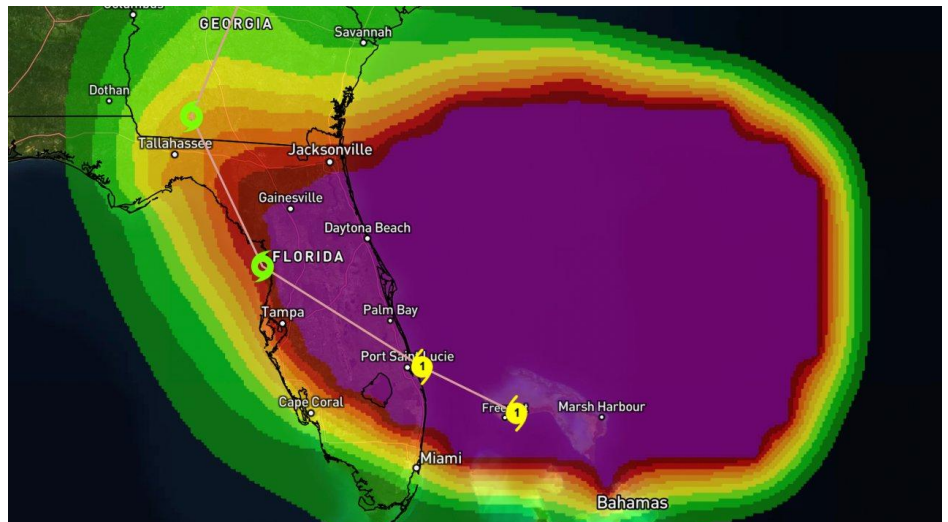 Columbus
GEORGIA
Savannah
Dothan
Tallahassee
Jacksonville
Gainesville
Daytona Beach
FLORIDA
Tampa
Palm Bay
Port Saint Lucie
1
Cape Coral
1
Marsh Harbour
Miami
Bahamas